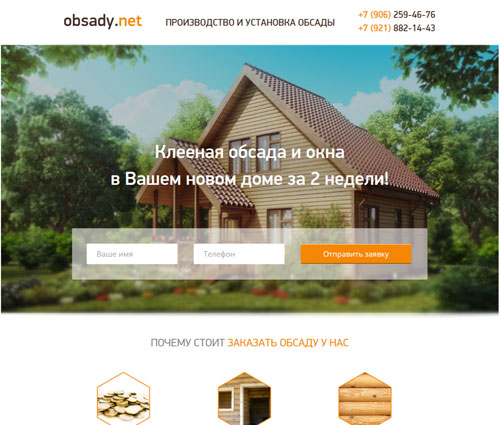 obsady.net
ПРОИЗВОДСТВО И УСТАНОВКА ОБСАДЫ
+7 (906) 259-46-76
+7 (921) 882-14-43
Клееная обсада и окна
в Вашем новом доме за 2 недели!
Ваше имя
Телефон
Отправить заявку
ПОЧЕМУ СТОИТ ЗАКАЗАТЬ ОБСАДУ У НАС